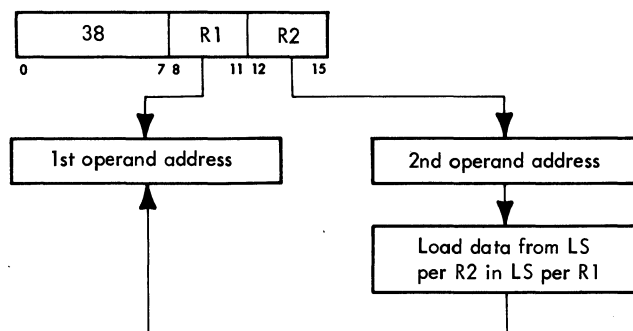 38 R1 R2
0 7 8 11 12 15
1st operand address 2nd operand address
Load data from LS
per R2 in LS per R1